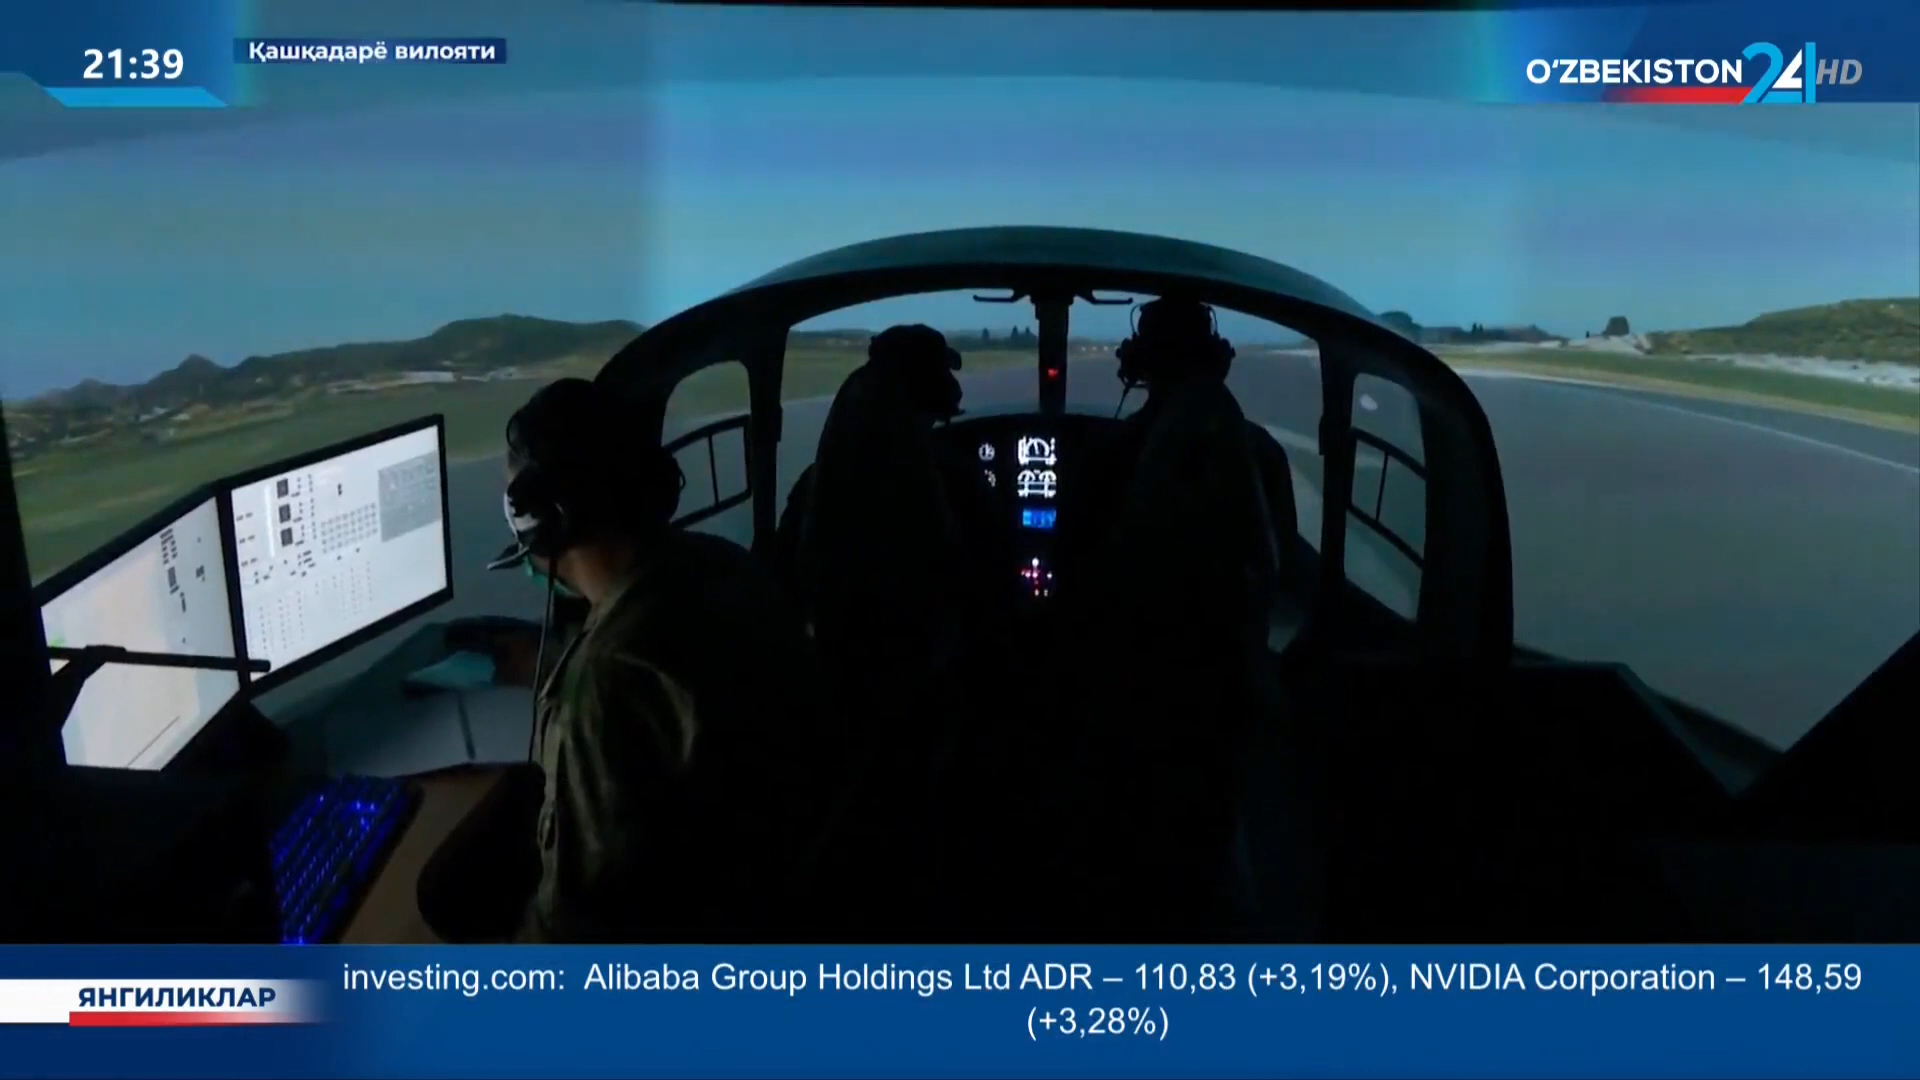 21:39
Қашқадарё вилояти
O‘ZBEKISTON 24 HD
ЯНГИЛИКЛАР
investing.com: Alibaba Group Holdings Ltd ADR – 110,83 (+3,19%), NVIDIA Corporation – 148,59
(+3,28%)